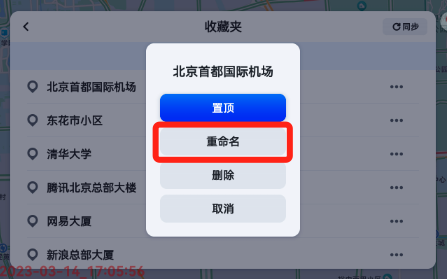 收藏夹
同步
北京首都国际机场
置顶
重命名
删除
取消
北京首都国际机场
东花市小区
清华大学
腾讯北京总部大楼
网易大厦
新浪总部大厦
2023-03-14_17:05:56